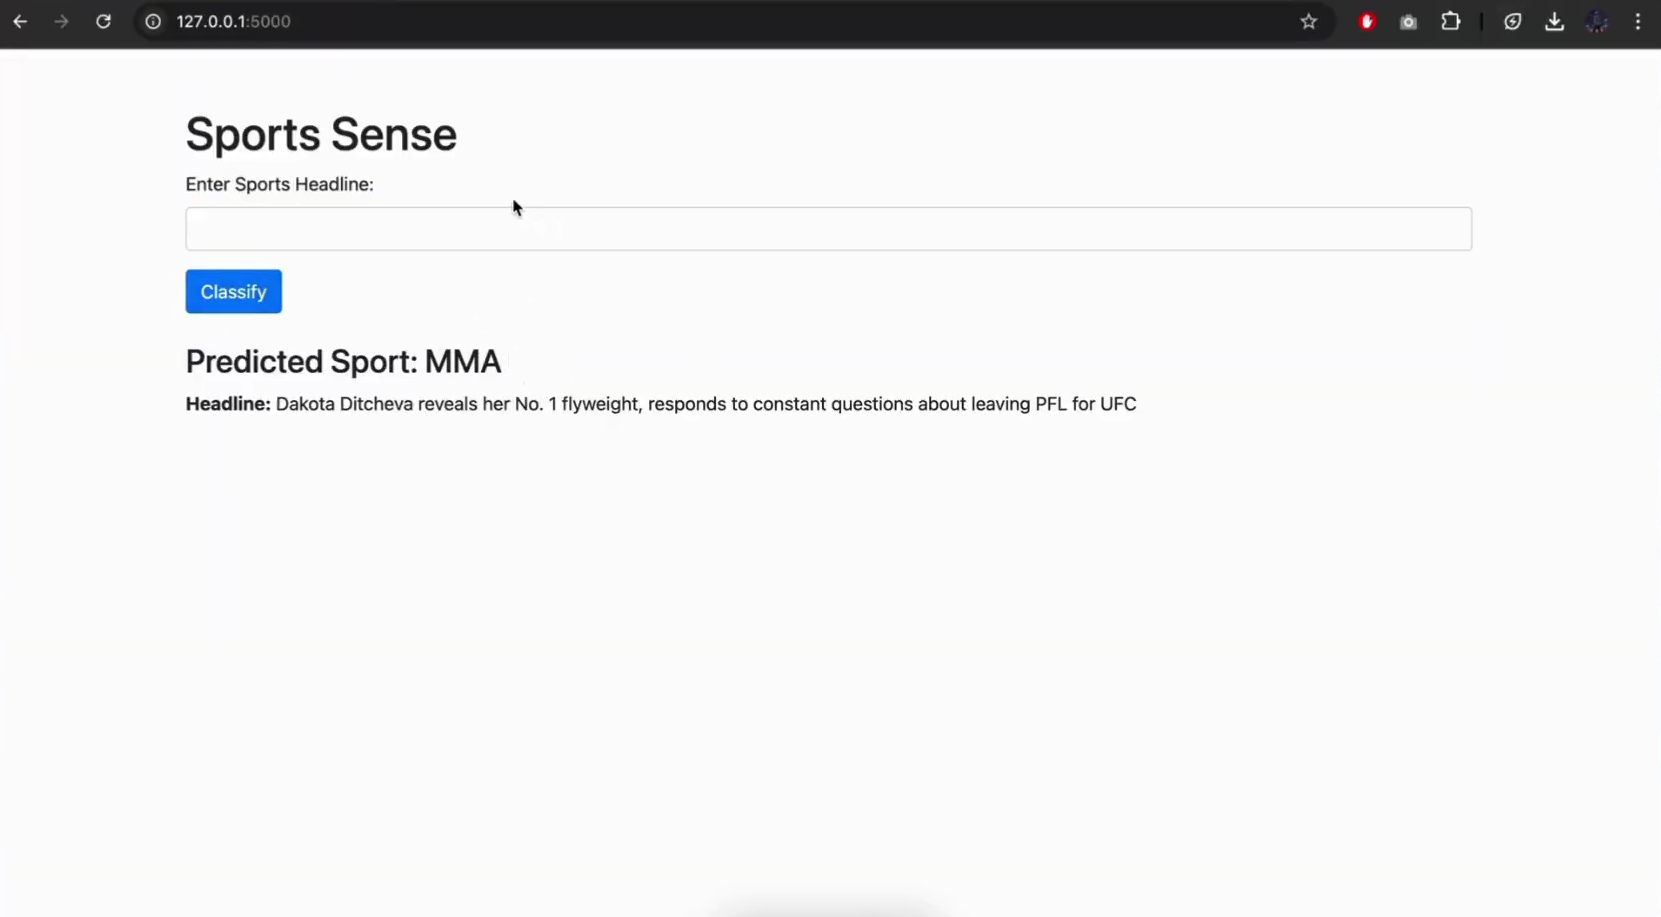 127.0.0.1:5000
Sports Sense
Enter Sports Headline:
Classify
Predicted Sport: MMA
Headline: Dakota Ditcheva reveals her No. 1 flyweight, responds to constant questions about leaving PFL for UFC